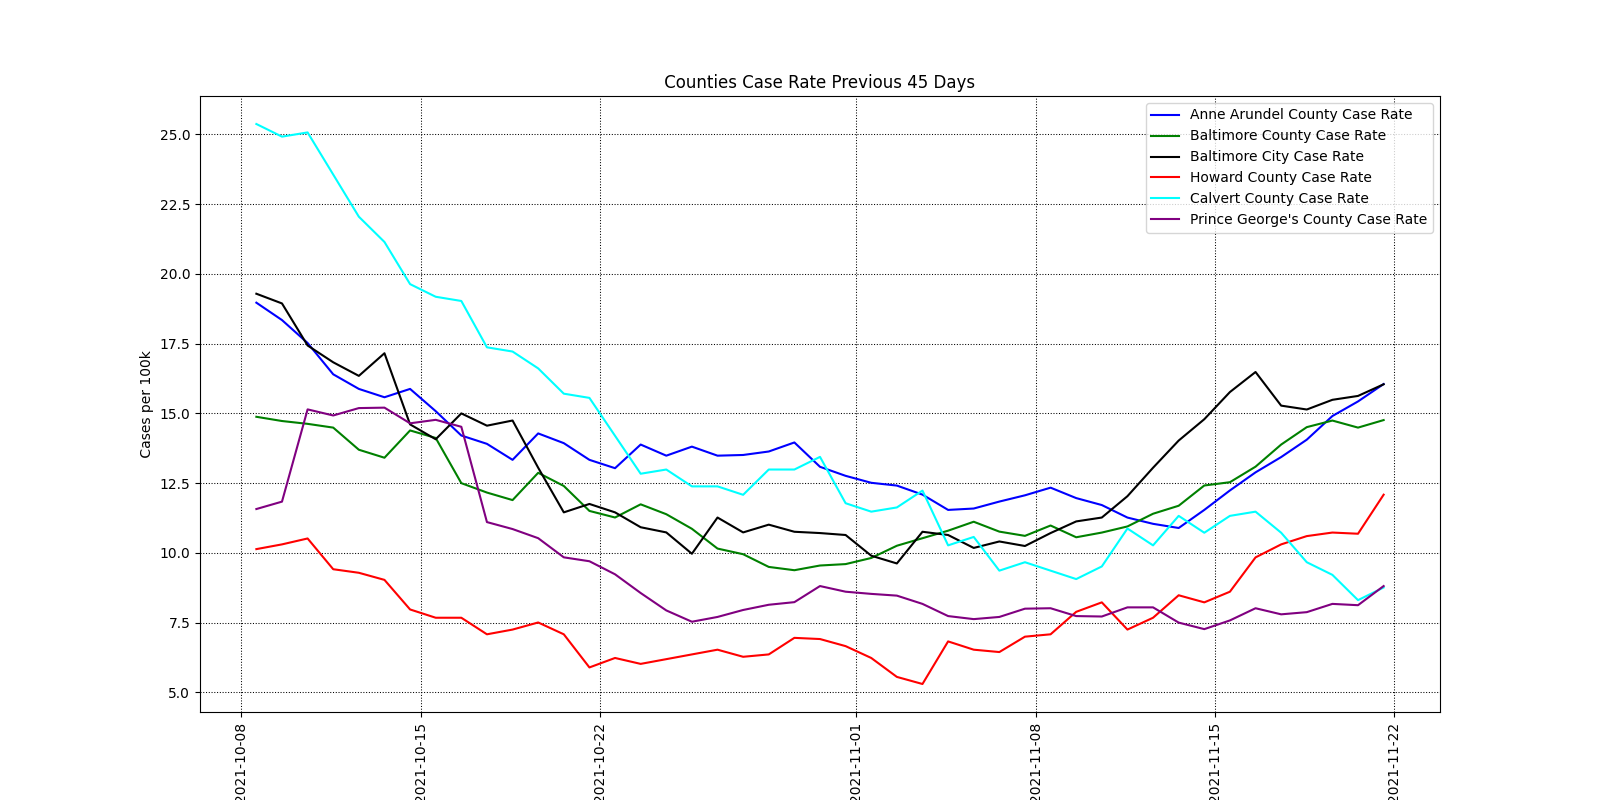 Counties Case Rate Previous 45 Days
Anne Arundel County Case Rate
Baltimore County Case Rate
Baltimore City Case Rate
Howard County Case Rate
Calvert County Case Rate
Prince George's County Case Rate
Cases per 100k
25.0
22.5
20.0
17.5
15.0
12.5
10.0
7.5
5.0
2021-10-08
2021-10-15
2021-10-22
2021-11-01
2021-11-08
2021-11-15
2021-11-22